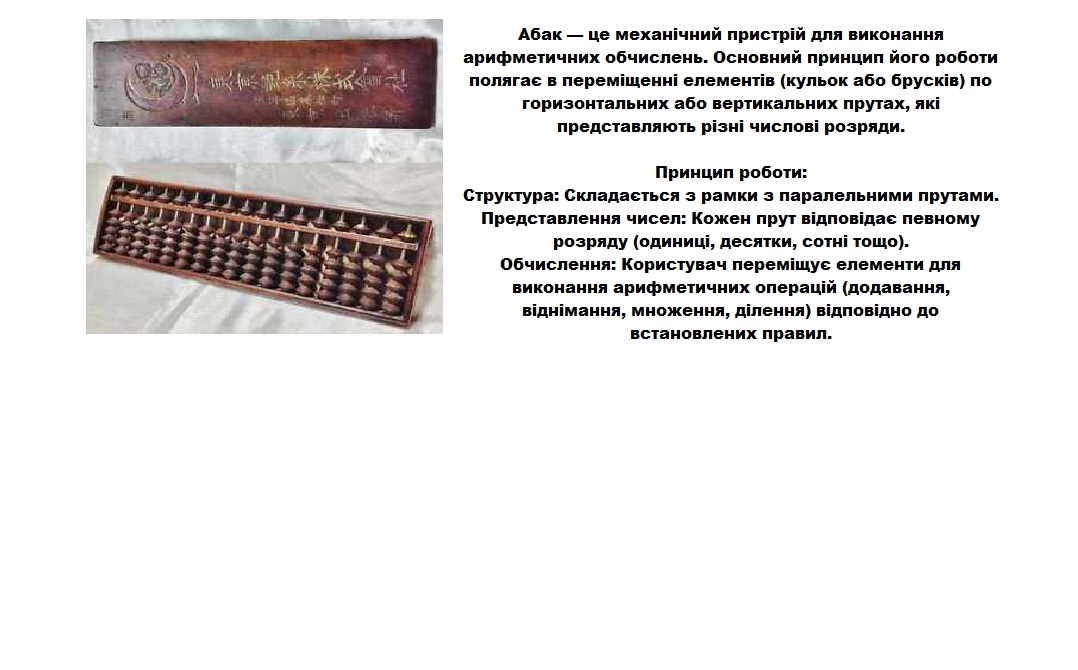 Абак — це механічний пристрій для виконання
арифметичних обчислень. Основний принцип його роботи
полягає в переміщенні елементів (кульок або брусків) по
горизонтальних або вертикальних прутах, які
представляють різні числові розряди.
Принцип роботи:
Структура: Складається з рамки з паралельними прутами.
Представлення чисел: Кожен прут відповідає певному
розряду (одиниці, десятки, сотні тощо).
Обчислення: Користувач переміщує елементи для
виконання арифметичних операцій (додавання,
віднімання, множення, ділення) відповідно до
встановлених правил.